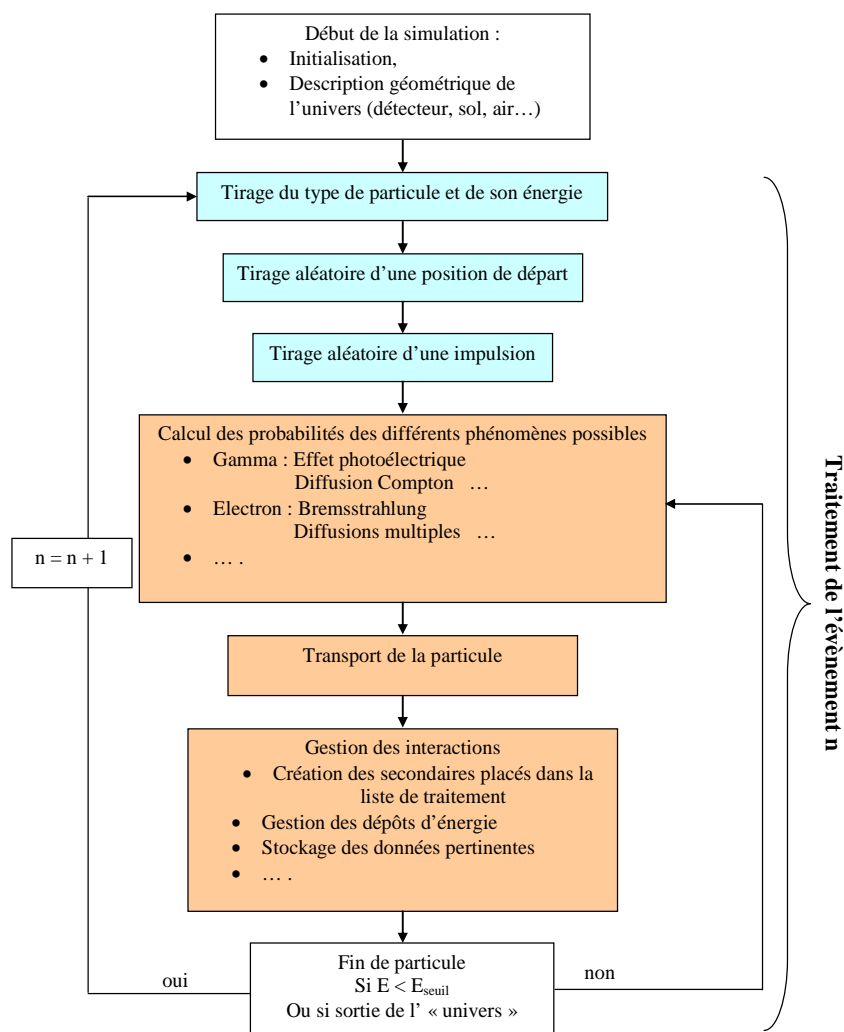 Début de la simulation :
• Initialisation,
• Description géométrique de
l'univers (détecteur, sol, air…)
Tirage du type de particule et de son énergie
Tirage aléatoire d'une position de départ
Tirage aléatoire d'une impulsion
Calcul des probabilités des différents phénomènes possibles
• Gamma : Effet photoélectrique
Diffusion Compton …
• Electron : Bremsstrahlung
Diffusions multiples …
• … .
n = n + 1
Transport de la particule
Gestion des interactions
• Création des secondaires placés dans la
liste de traitement
• Gestion des dépôts d'énergie
• Stockage des données pertinentes
• … .
Fin de particule
Si E < Eseuil
Ou si sortie de l' « univers »
oui
non
Traitement de l'évènement n